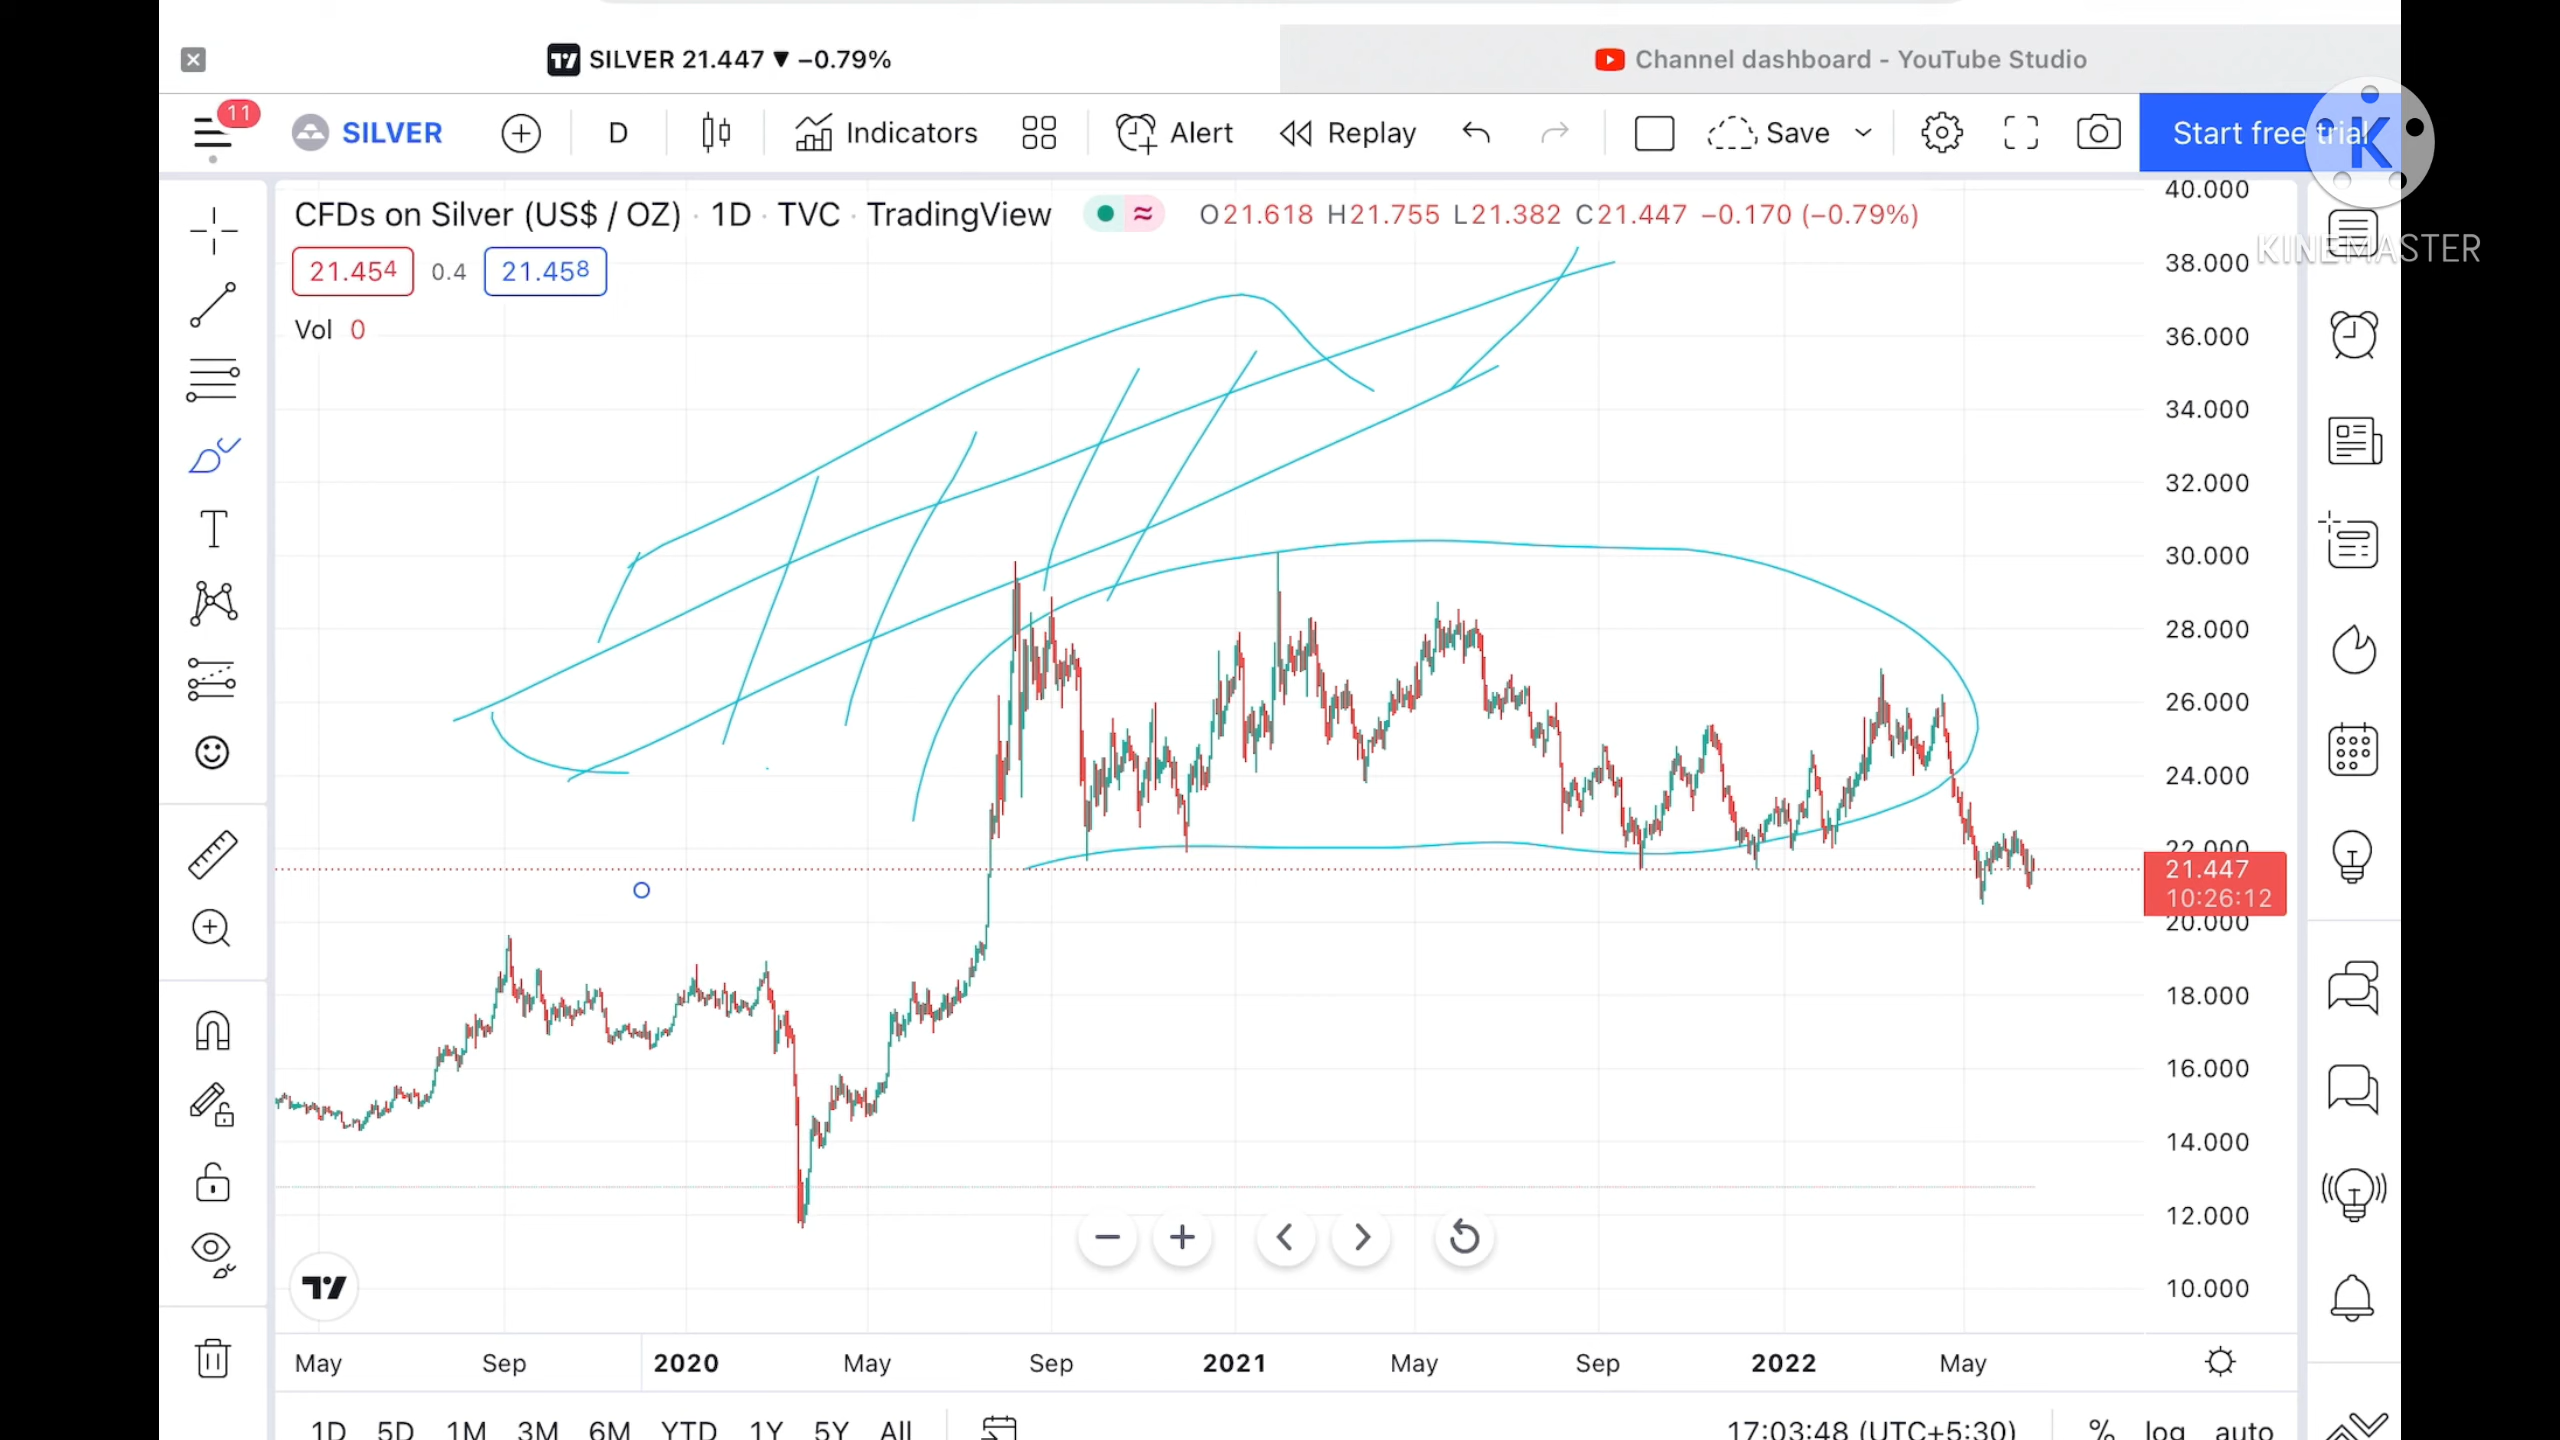 SILVER 21.447 ▼ −0.79%
Channel dashboard - YouTube Studio
11
SILVER
D
Indicators
Alert
Replay
Save
Start free trial
K
KINEMASTER
CFDs on Silver (US$ / OZ) · 1D · TVC · TradingView
O21.618 H21.755 L21.382 C21.447 −0.170 (−0.79%)
21.454
0.4
21.458
Vol 0
40.000
38.000
36.000
34.000
32.000
30.000
28.000
26.000
24.000
22.000
21.447
10:26:12
20.000
18.000
16.000
14.000
12.000
10.000
May
Sep
2020
May
Sep
2021
May
Sep
2022
May
1D 5D 1M 3M 6M YTD 1Y 5Y All
17:03:48 (UTC+5:30)
% log auto